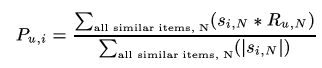 P_{u,i} = \frac{\sum_{\text{all similar items, N}} (s_{i,N} * R_{u,N})}{\sum_{\text{all similar items, N}} (|s_{i,N}|)}